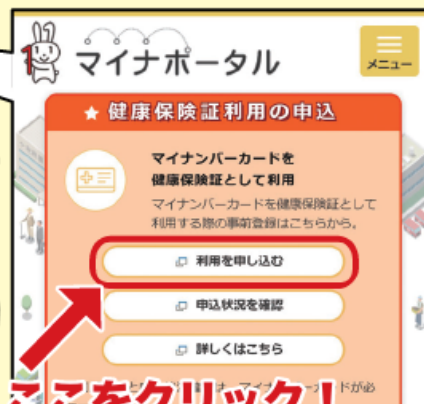 マイナポータル
メニュー
★ 健康保険証利用の申込
マイナンバーカードを
健康保険証として利用
マイナンバーカードを健康保険証として
利用する際の事前登録はこちらから。
利用を申し込む
申込状況を確認
詳しくはこちら
ここをクリック!